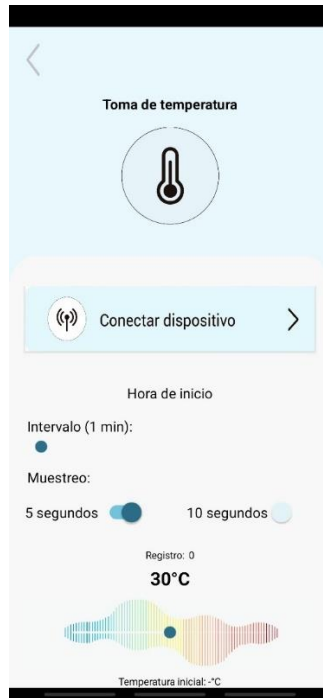 Toma de temperatura
Conectar dispositivo
Hora de inicio
Intervalo (1 min):
Muestreo:
5 segundos 10 segundos
Registro: 0
30°C
Temperatura inicial: -°C